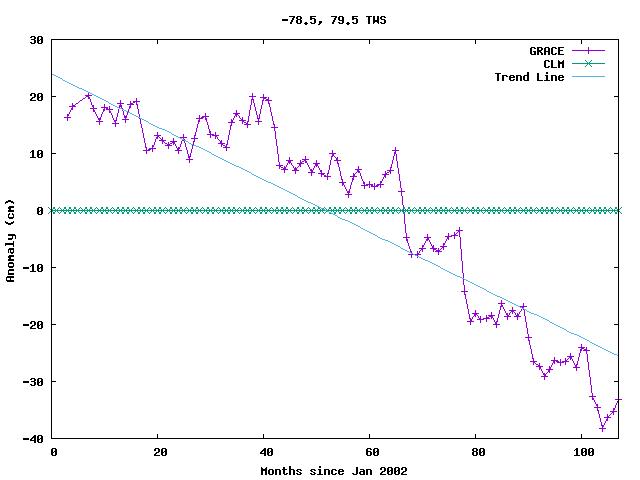 -78.5, 79.5 TWS
30
20
10
0
-10
-20
-30
-40
Anomaly (cm)
GRACE
CLM
Trend Line
0 20 40 60 80 100
Months since Jan 2002